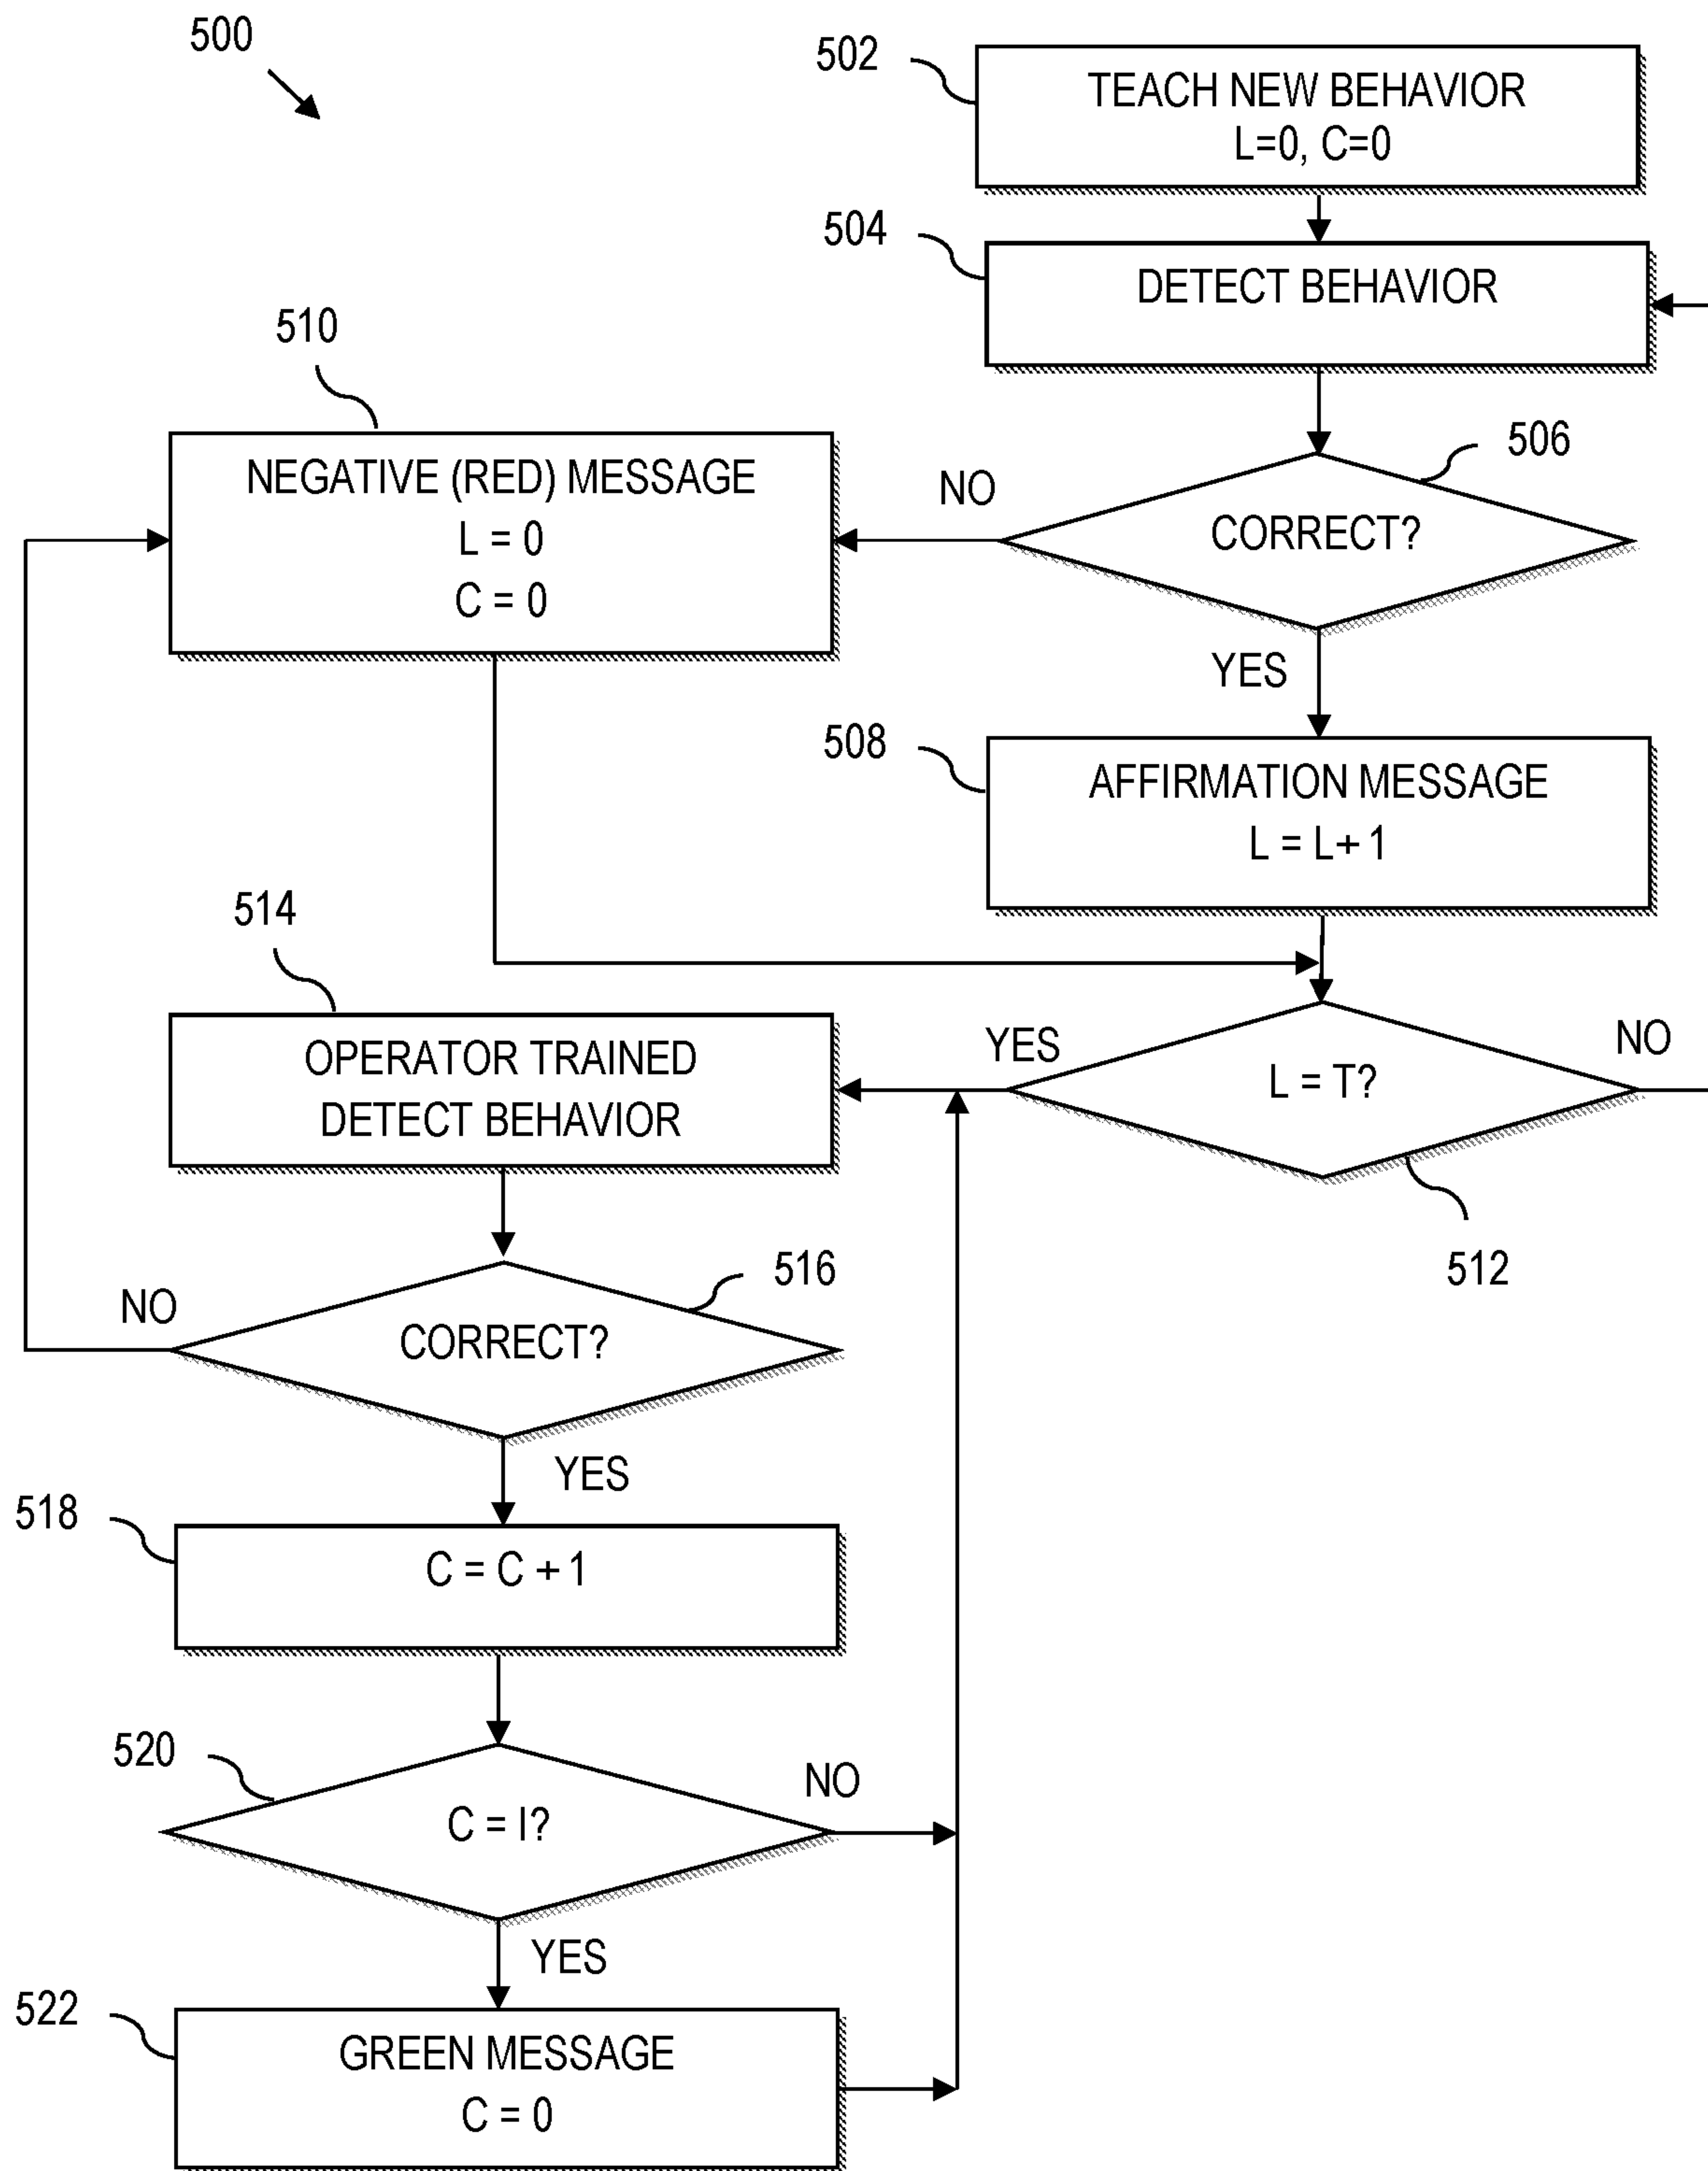 500
502
TEACH NEW BEHAVIOR
L=0, C=0
504
DETECT BEHAVIOR
506
CORRECT?
NO
YES
510
NEGATIVE (RED) MESSAGE
L = 0
C = 0
508
AFFIRMATION MESSAGE
L = L+ 1
512
L = T?
YES
NO
514
OPERATOR TRAINED
DETECT BEHAVIOR
516
CORRECT?
NO
YES
518
C = C + 1
520
C = I?
NO
YES
522
GREEN MESSAGE
C = 0